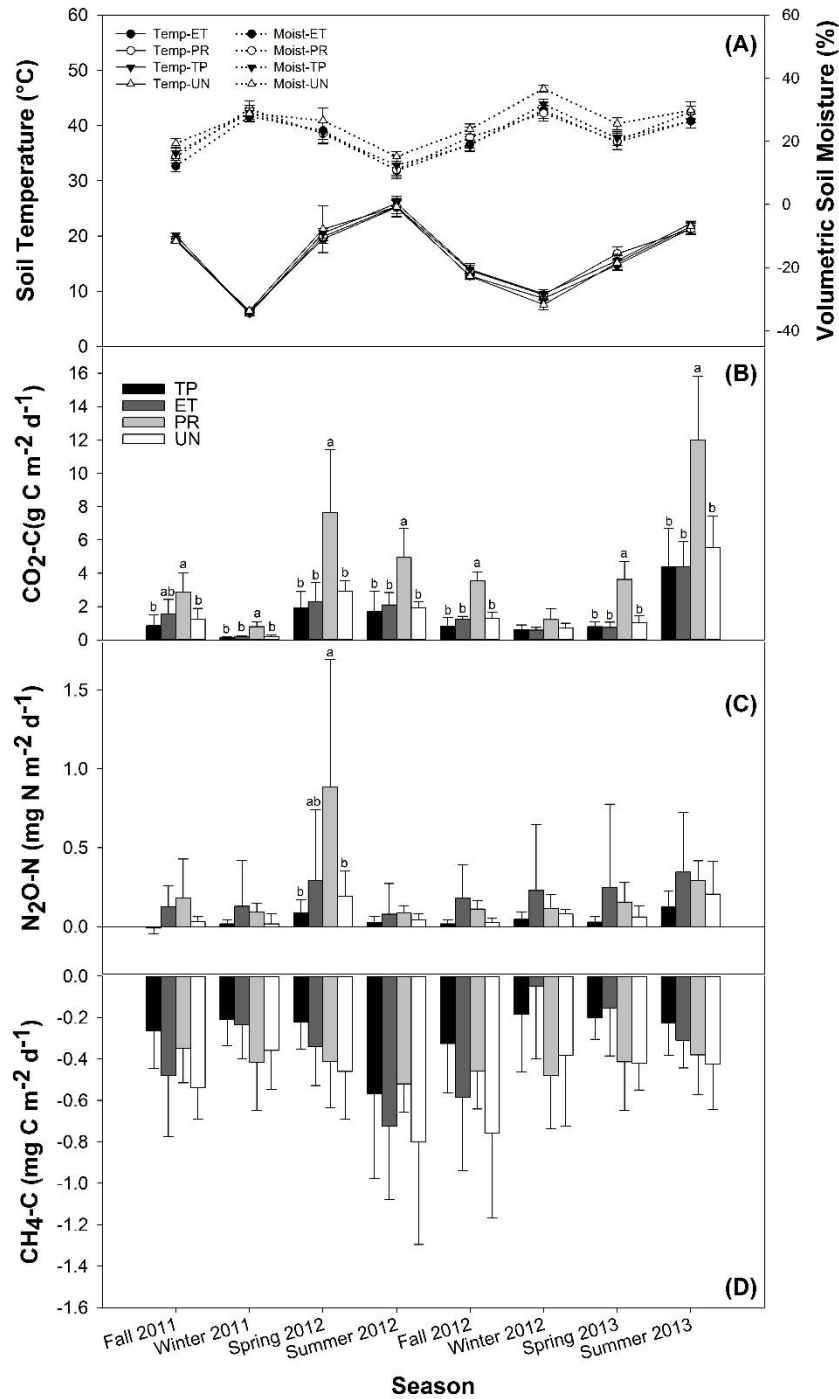 (A)
Temp-ET Moist-ET
Temp-PR Moist-PR
Temp-TP Moist-TP
Temp-UN Moist-UN
Soil Temperature (°C)
60
50
40
30
20
10
0
Volumetric Soil Moisture (%)
60
40
20
0
-20
-40
(B)
TP
ET
PR
UN
CO2-C(g C m-2 d-1)
16
14
12
10
8
6
4
2
0
b ab a b
b b a b
b b a b
b b a b
b b a b
b b a b
b b a b
(C)
N2O-N (mg N m-2 d-1)
1.5
1.0
0.5
0.0
b ab a b
CH4-C (mg C m-2 d-1)
0.0
-0.2
-0.4
-0.6
-0.8
-1.0
-1.2
-1.4
-1.6
(D)
Fall 2011
Winter 2011
Spring 2012
Summer 2012
Fall 2012
Winter 2012
Spring 2013
Summer 2013
Season